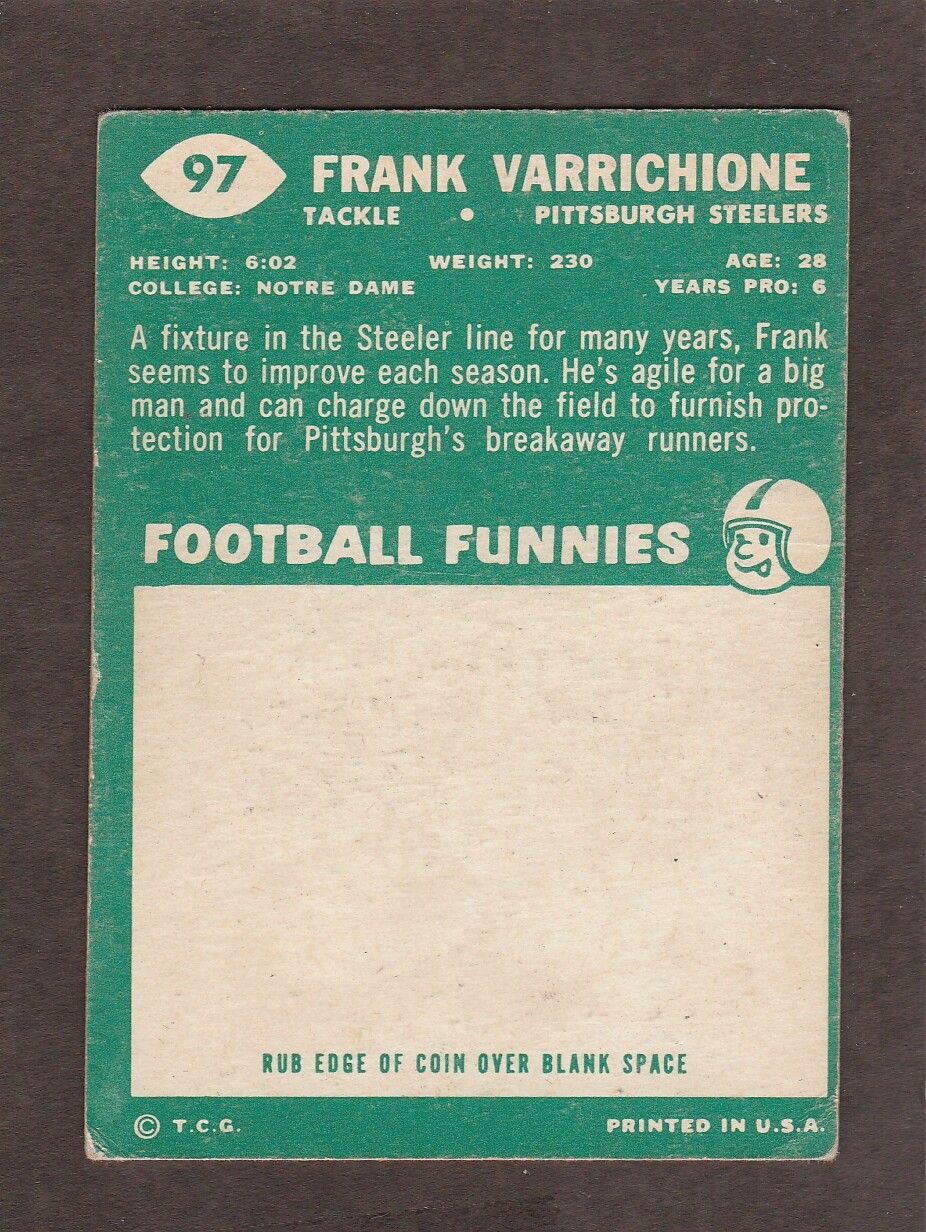 97 FRANK VARRICHIONE
TACKLE • PITTSBURGH STEELERS
HEIGHT: 6:02 WEIGHT: 230 AGE: 28
COLLEGE: NOTRE DAME YEARS PRO: 6
A fixture in the Steeler line for many years, Frank
seems to improve each season. He's agile for a big
man and can charge down the field to furnish pro-
tection for Pittsburgh's breakaway runners.
FOOTBALL FUNNIES
RUB EDGE OF COIN OVER BLANK SPACE
© T.C.G. PRINTED IN U.S.A.